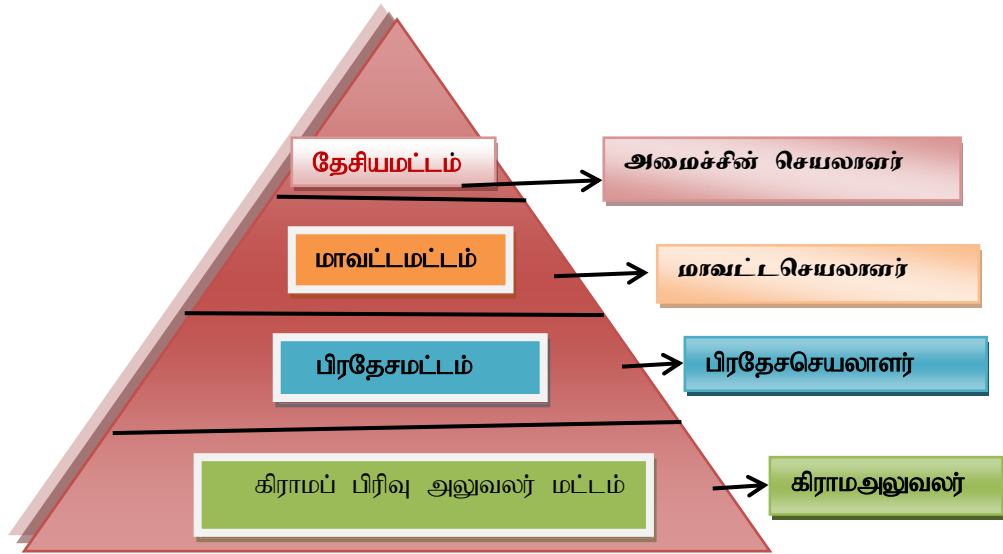 தேசியமட்டம்
அமைச்சின் செயலாளர்
மாவட்டமட்டம்
மாவட்டசெயலாளர்
பிரதேசமட்டம்
பிரதேசசெயலாளர்
கிராமப் பிரிவு அலுவலர் மட்டம்
கிராமஅலுவலர்